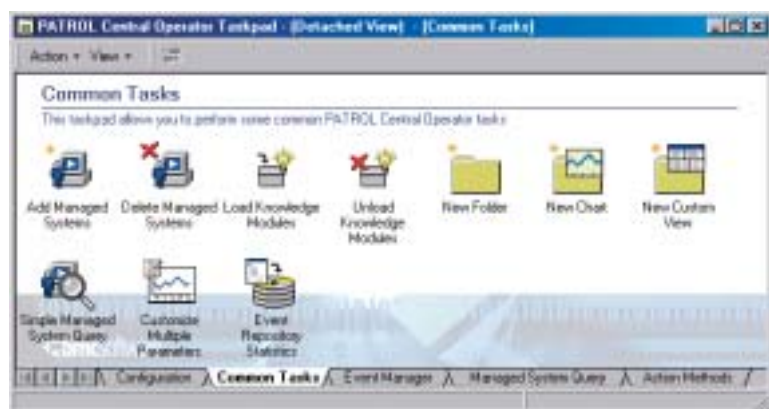 PATROL Central Operator Taskpad - (Detached View) - [Common Tasks]
Action View
Common Tasks
This taskpad allows you to perform some common PATROL Central Operator tasks
Add Managed Systems
Delete Managed Systems
Load Knowledge Modules
Unload Knowledge Modules
New Folder
New Chart
New Custom View
Simple Managed System Query
Customize Multiple Parameters
Event Repository Statistics
Configuration
Common Tasks
Event Manager
Managed System Query
Action Methods